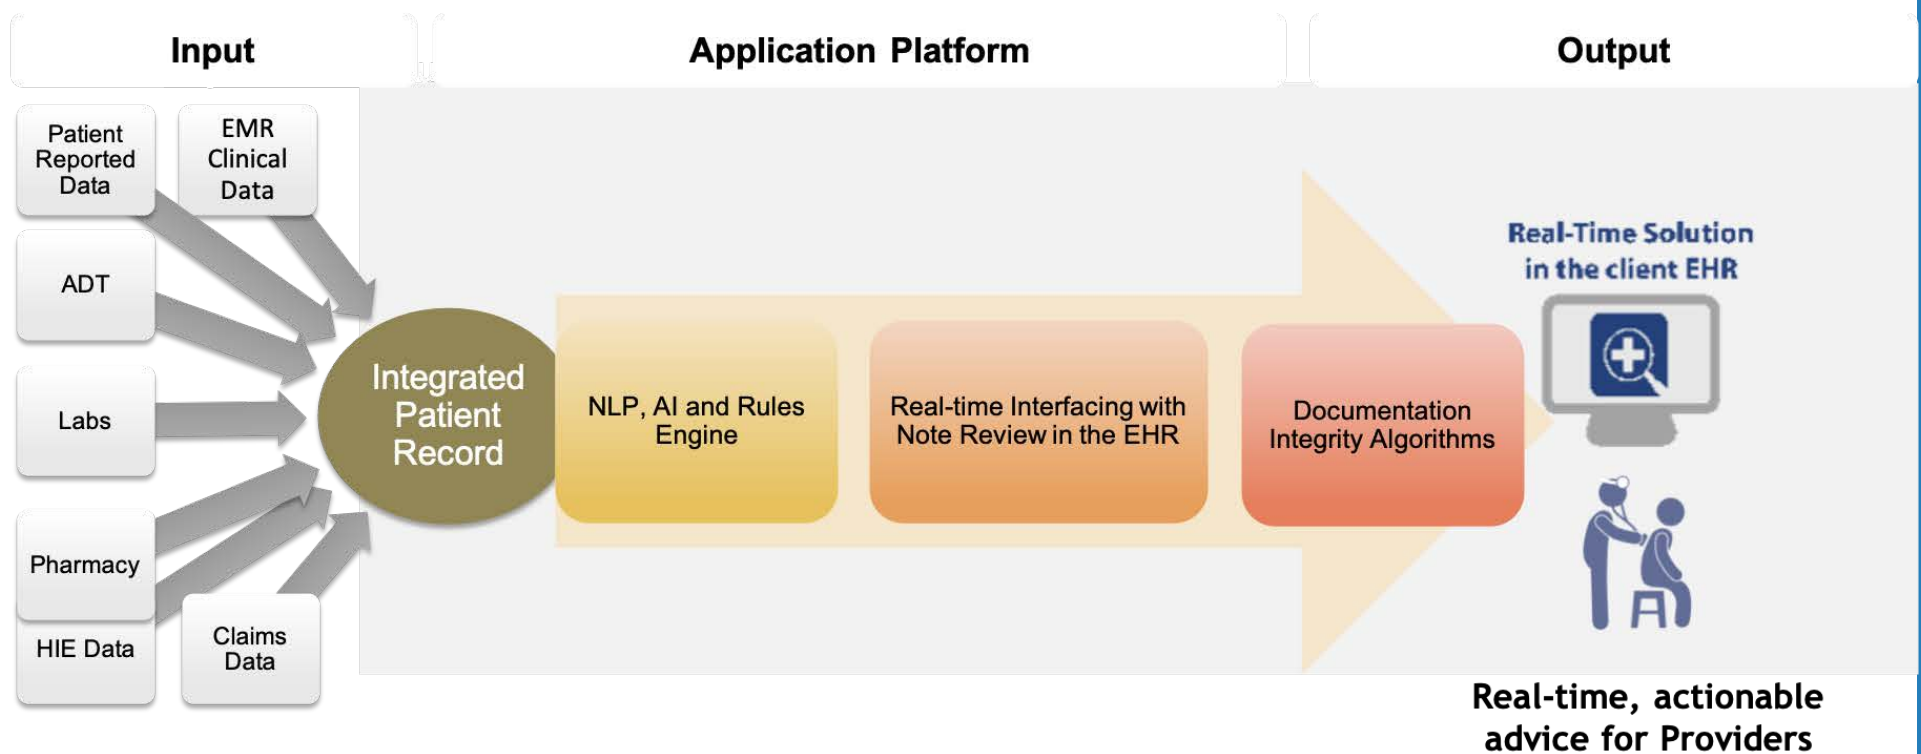 Input
Application Platform
Output
Patient
Reported
Data
EMR
Clinical
Data
ADT
Labs
Pharmacy
HIE Data
Claims
Data
Integrated
Patient
Record
NLP, AI and Rules
Engine
Real-time Interfacing with
Note Review in the EHR
Documentation
Integrity Algorithms
Real-Time Solution
in the client EHR
Real-time, actionable
advice for Providers